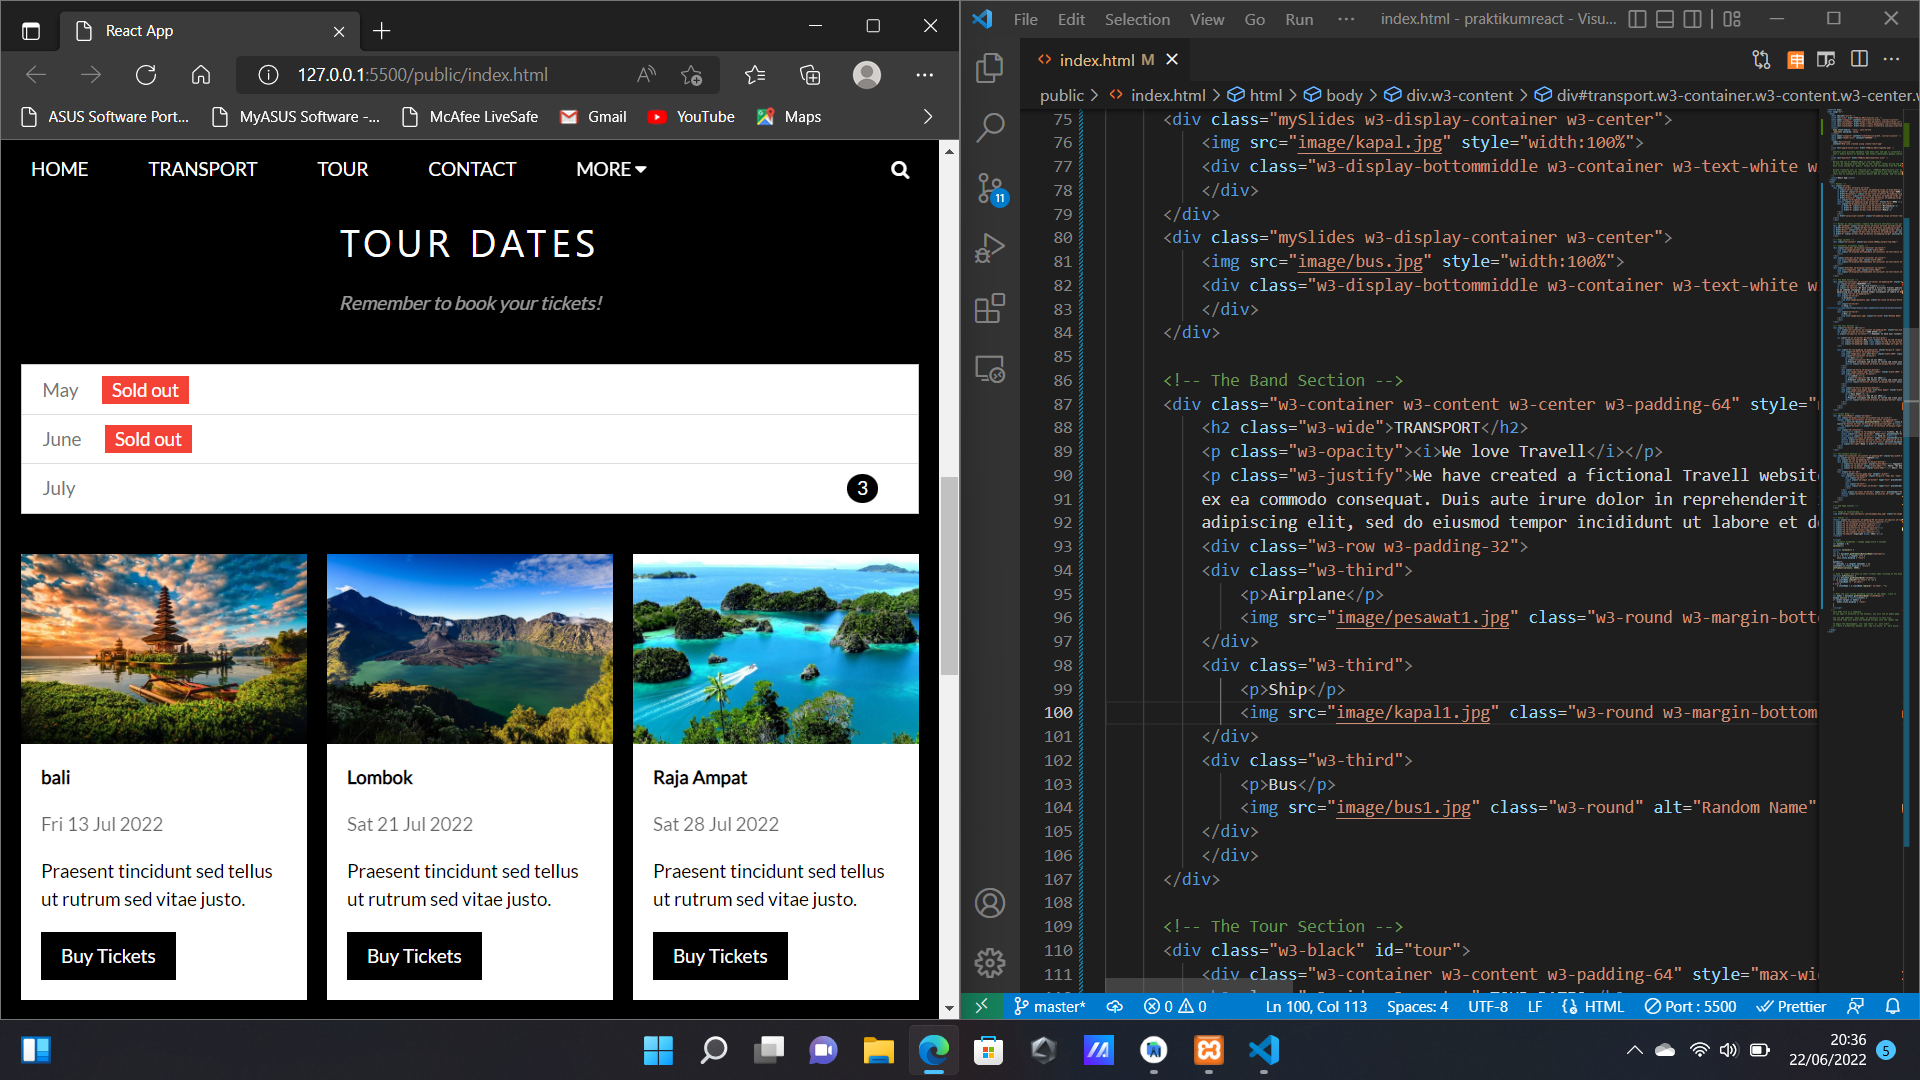 React App
127.0.0.1:5500/public/index.html
ASUS Software Port...
MyASUS Software -...
McAfee LiveSafe
Gmail
YouTube
Maps
HOME
TRANSPORT
TOUR
CONTACT
MORE
TOUR DATES
Remember to book your tickets!
May Sold out
June Sold out
July 3
bali
Fri 13 Jul 2022
Praesent tincidunt sed tellus
ut rutrum sed vitae justo.
Buy Tickets
Lombok
Sat 21 Jul 2022
Praesent tincidunt sed tellus
ut rutrum sed vitae justo.
Buy Tickets
Raja Ampat
Sat 28 Jul 2022
Praesent tincidunt sed tellus
ut rutrum sed vitae justo.
Buy Tickets
File Edit Selection View Go Run ··· index.html - praktikumreact - Visu...
index.html M
public > index.html > html > body > div.w3-content > div#transport.w3-container.w3-content.w3-center.w
11
75 <div class="mySlides w3-display-container w3-center">
76 <img src="image/kapal.jpg" style="width:100%">
77 <div class="w3-display-bottommiddle w3-container w3-text-white w
78 </div>
79 </div>
80 <div class="mySlides w3-display-container w3-center">
81 <img src="image/bus.jpg" style="width:100%">
82 <div class="w3-display-bottommiddle w3-container w3-text-white w
83 </div>
84 </div>
85
86 <!-- The Band Section -->
87 <div class="w3-container w3-content w3-center w3-padding-64" style="
88 <h2 class="w3-wide">TRANSPORT</h2>
89 <p class="w3-opacity"><i>We love Travell</i></p>
90 <p class="w3-justify">We have created a fictional Travell website
91 ex ea commodo consequat. Duis aute irure dolor in reprehenderit
92 adipiscing elit, sed do eiusmod tempor incididunt ut labore et d
93 <div class="w3-row w3-padding-32">
94 <div class="w3-third">
95 <p>Airplane</p>
96 <img src="image/pesawat1.jpg" class="w3-round w3-margin-bott
97 </div>
98 <div class="w3-third">
99 <p>Ship</p>
100 <img src="image/kapal1.jpg" class="w3-round w3-margin-bottom
101 </div>
102 <div class="w3-third">
103 <p>Bus</p>
104 <img src="image/bus1.jpg" class="w3-round" alt="Random Name"
105 </div>
106 </div>
107 </div>
108
109 <!-- The Tour Section -->
110 <div class="w3-black" id="tour">
111 <div class="w3-container w3-content w3-padding-64" style="max-wi
master* 0 0 Ln 100, Col 113 Spaces: 4 UTF-8 LF HTML Port : 5500 Prettier
20:36
22/06/2022 5